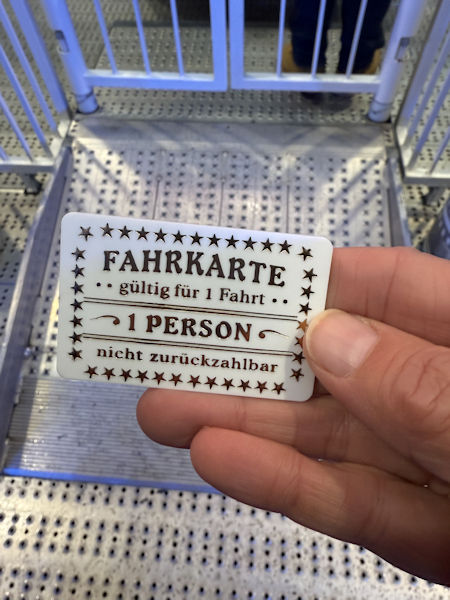 FAHRKARTE
·· gültig für 1 Fahrt ··
1 PERSON
nicht zurückzahlbar